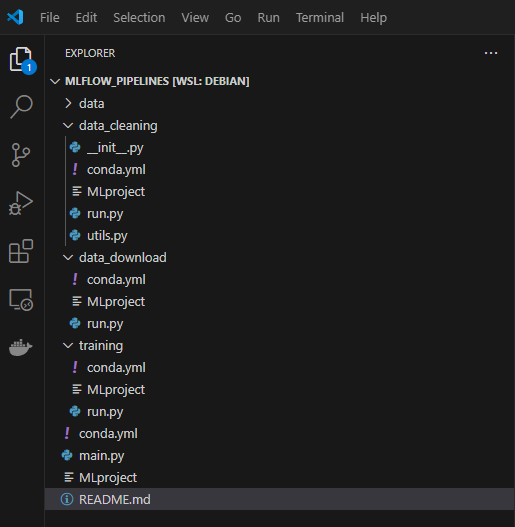 File Edit Selection View Go Run Terminal Help
EXPLORER ...
MLFLOW_PIPELINES [WSL: DEBIAN]
data
data_cleaning
__init__.py
! conda.yml
MLproject
run.py
utils.py
data_download
! conda.yml
MLproject
run.py
training
! conda.yml
MLproject
run.py
! conda.yml
main.py
MLproject
README.md
1